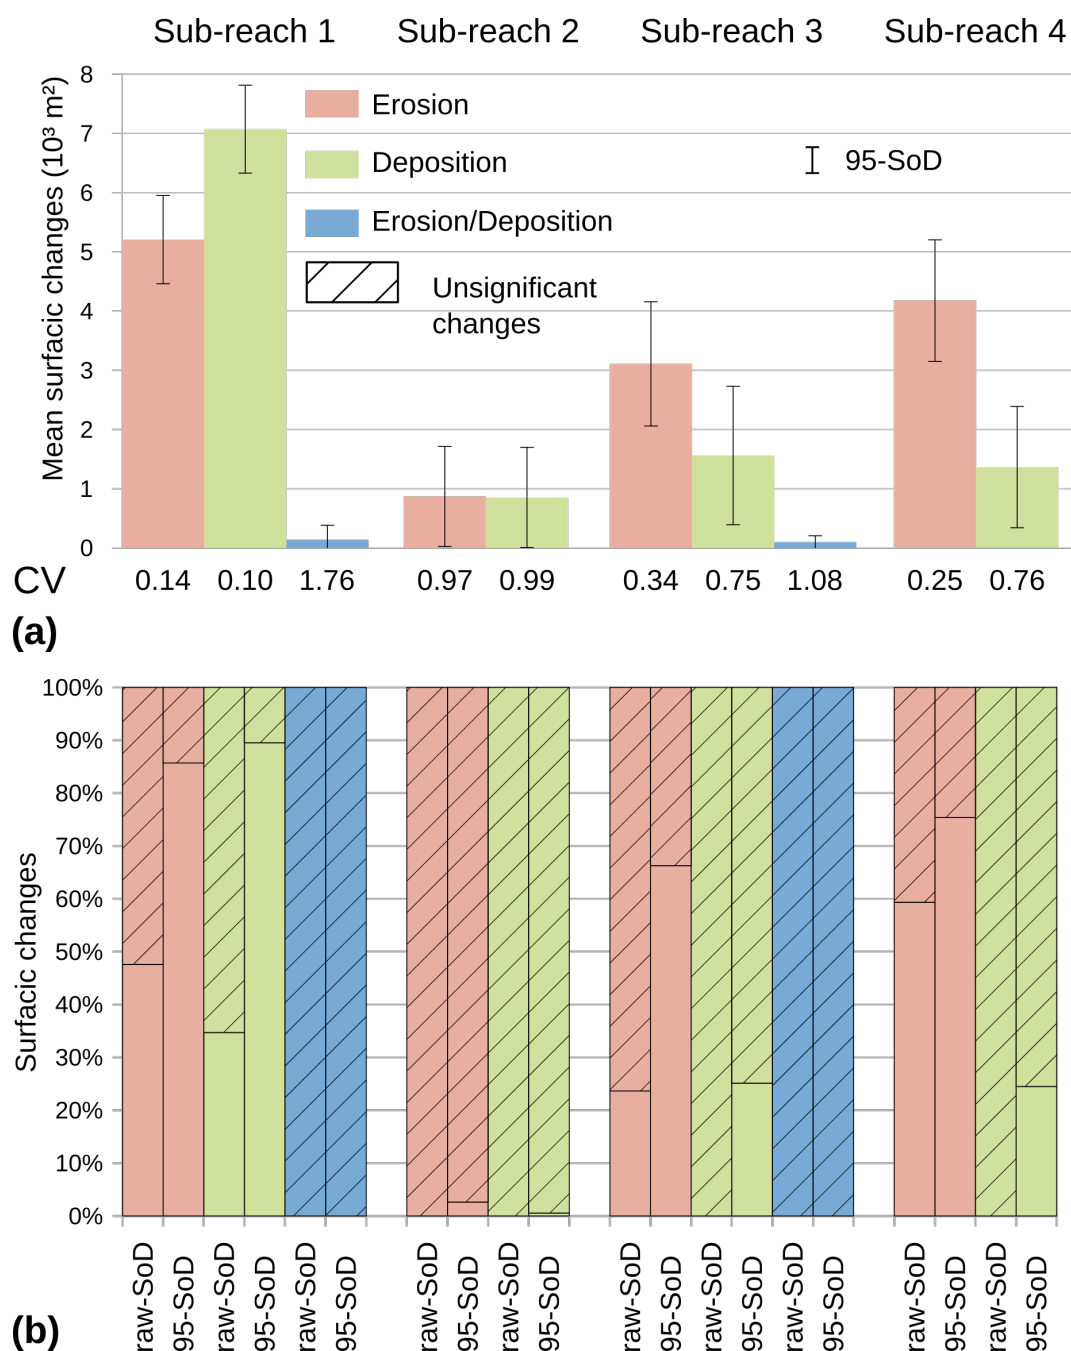 Sub-reach 1 Sub-reach 2 Sub-reach 3 Sub-reach 4
Mean surfacic changes (10³ m²)
8
7
6
5
4
3
2
1
0
Erosion
Deposition
Erosion/Deposition
Unsignificant
changes
95-SoD
CV 0.14 0.10 1.76 0.97 0.99 0.34 0.75 1.08 0.25 0.76
(a)
Surfacic changes
100%
90%
80%
70%
60%
50%
40%
30%
20%
10%
0%
raw-SoD 95-SoD raw-SoD 95-SoD raw-SoD 95-SoD raw-SoD 95-SoD raw-SoD 95-SoD raw-SoD 95-SoD raw-SoD 95-SoD raw-SoD 95-SoD raw-SoD 95-SoD raw-SoD 95-SoD
(b)